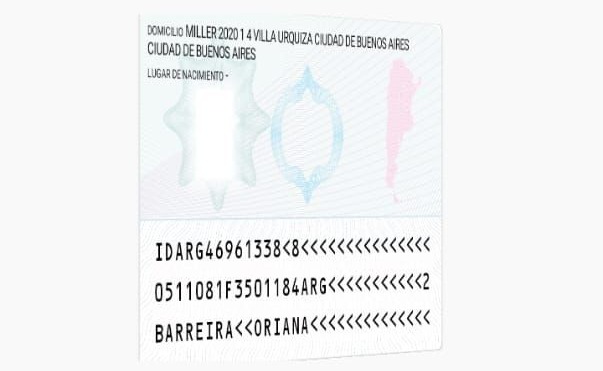 DOMICILIO MILLER 2020 1 4 VILLA URQUIZA CIUDAD DE BUENOS AIRES
CIUDAD DE BUENOS AIRES
LUGAR DE NACIMIENTO -
IDARG46961338<8<<<<<<<<<<<<<<<
0511081F3501184ARG<<<<<<<<<<<2
BARREIRA<<ORIANA<<<<<<<<<<<<<<